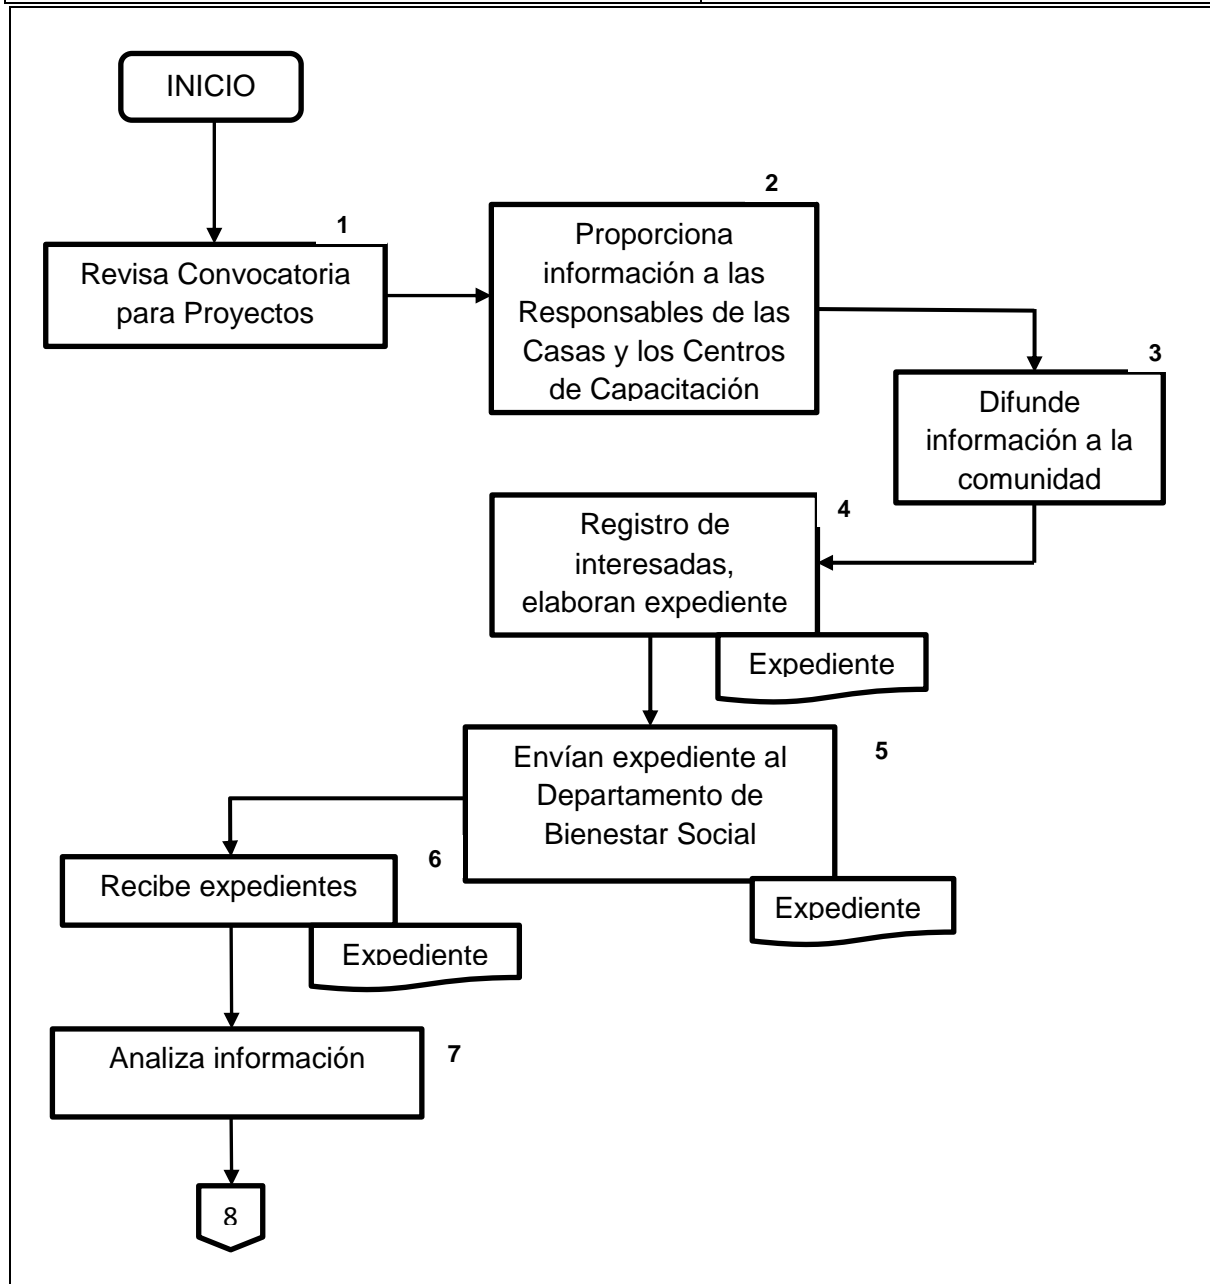 INICIO
1
Revisa Convocatoria
para Proyectos
2
Proporciona
información a las
Responsables de las
Casas y los Centros
de Capacitación
3
Difunde
información a la
comunidad
4
Registro de
interesadas,
elaboran expediente
Expediente
5
Envían expediente al
Departamento de
Bienestar Social
Expediente
6
Recibe expedientes
Expediente
7
Analiza información
8